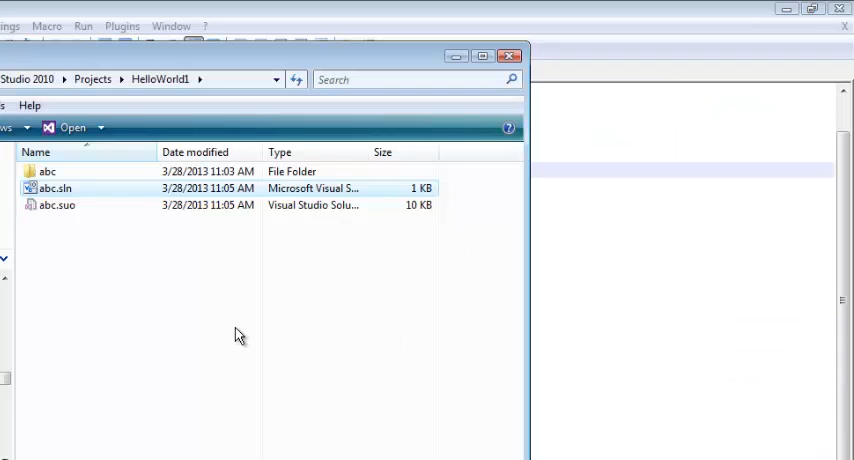 ngs Macro Run Plugins Window ? X
Studio 2010 Projects HelloWorld1 Search
s Help
ws Open
Name Date modified Type Size
abc 3/28/2013 11:03 AM File Folder
abc.sln 3/28/2013 11:05 AM Microsoft Visual S... 1 KB
abc.suo 3/28/2013 11:05 AM Visual Studio Solu... 10 KB